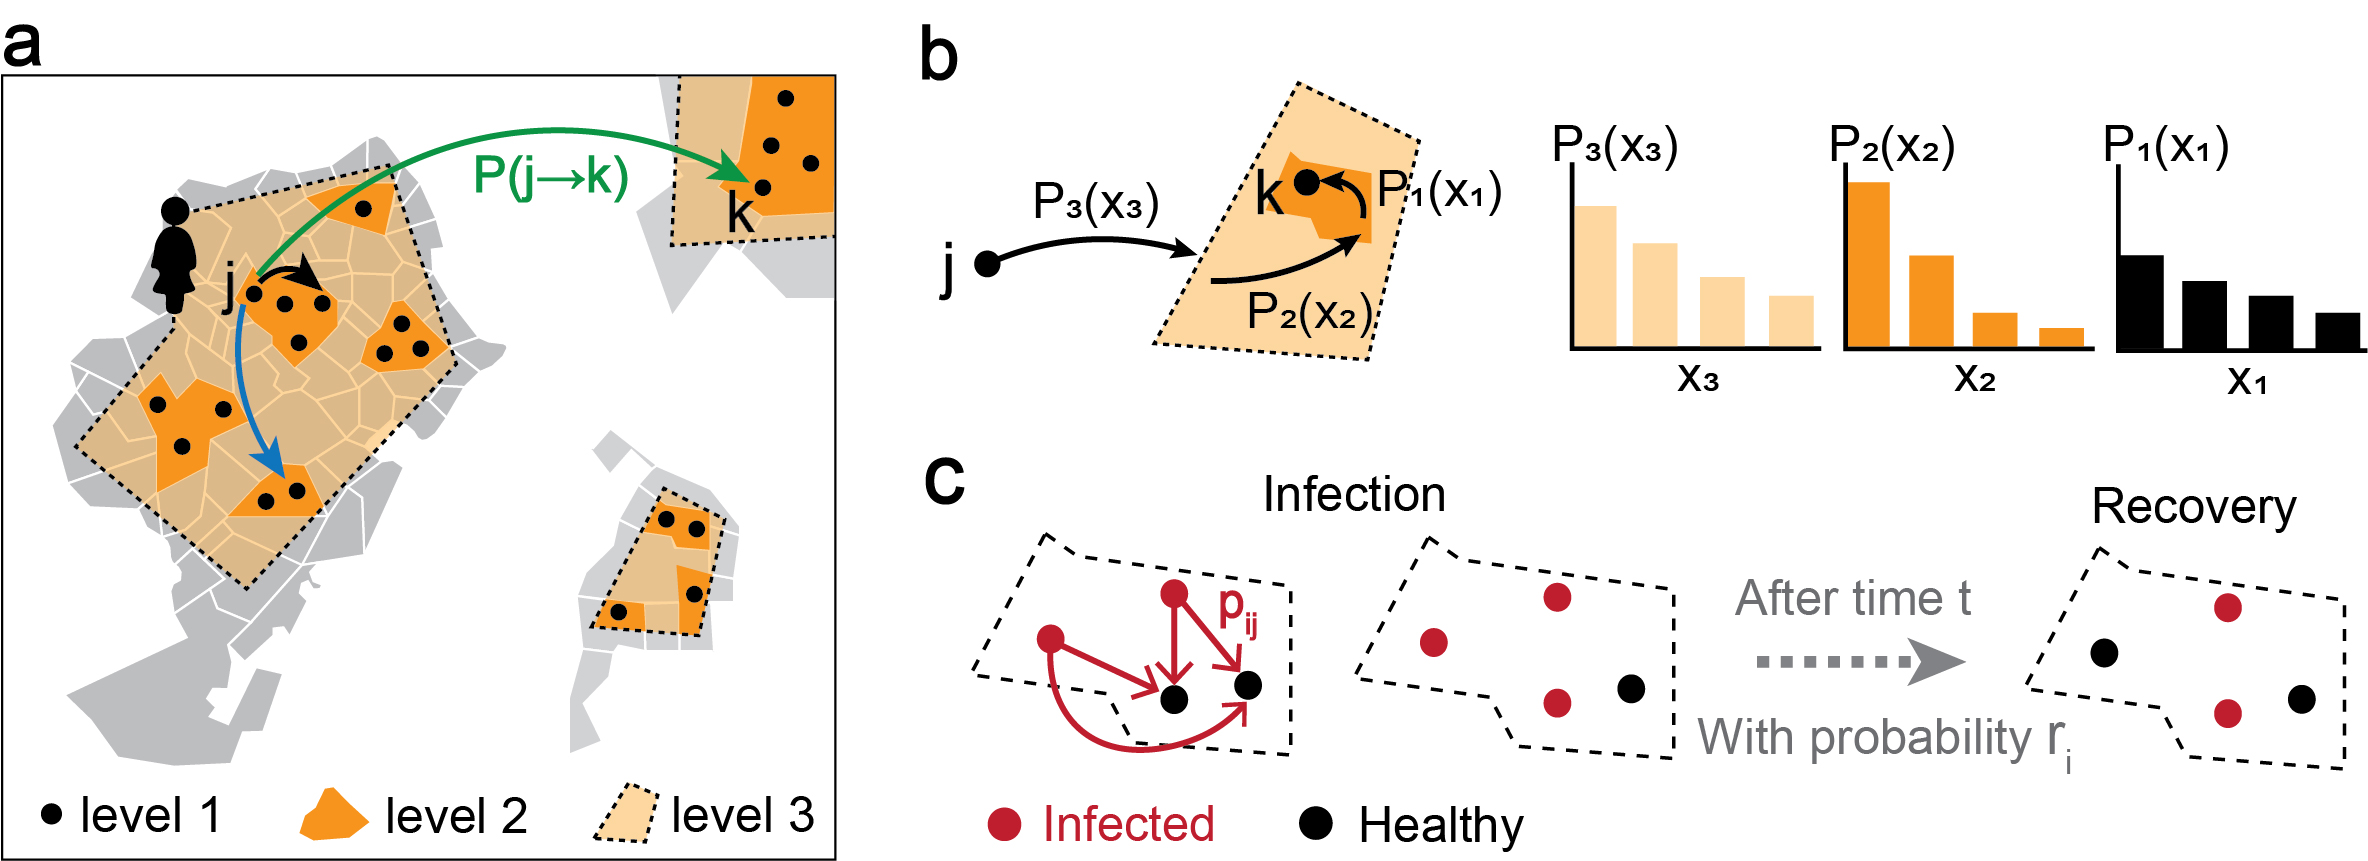 a
P(j→k)
k
j
level 1
level 2
level 3
b
j
P₃(x₃)
k
P₁(x₁)
P₂(x₂)
P₃(x₃)
x₃
P₂(x₂)
x₂
P₁(x₁)
x₁
c
Infection
pᵢⱼ
After time t
With probability rᵢ
Recovery
Infected
Healthy